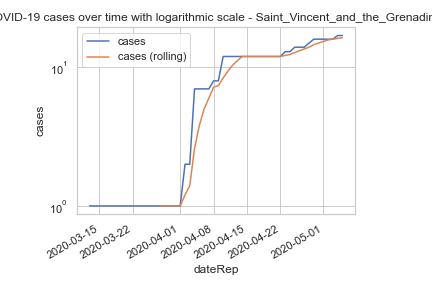 OVID-19 cases over time with logarithmic scale - Saint_Vincent_and_the_Grenadin
cases
cases (rolling)
10¹
10⁰
cases
2020-03-15
2020-03-22
2020-04-01
2020-04-08
2020-04-15
2020-04-22
2020-05-01
dateRep